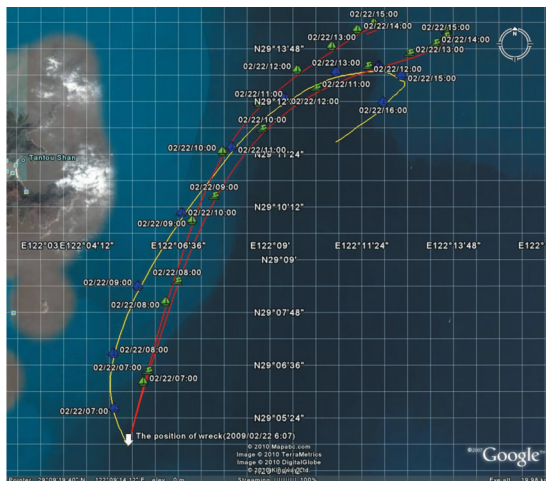 02/22/15:00
02/22/15:00
N29°13'48"
02/22/14:00
02/22/14:00
02/22/13:00
02/22/13:00
02/22/12:00
02/22/13:00
02/22/12:00
02/22/15:00
02/22/11:00
02/22/11:00
N29°12'
02/22/12:00
02/22/16:00
02/22/10:00
02/22/10:00
02/22/11:00
N29°11'24"
Tantou Shan
02/22/09:00
02/22/10:00
02/22/09:00
N29°10'12"
E122°03
E122°04'12"
E122°06'36"
E122°09'
E122°11'24"
E122°13'48"
E122°
N29°09'
02/22/09:00
02/22/08:00
02/22/08:00
N29°07'48"
02/22/08:00
02/22/07:00
N29°06'36"
02/22/07:00
02/22/07:00
N29°05'24"
The position of wreck(2009/02/22 6:07)
© 2010 Mapabc.com
Image © 2010 TerraMetrics
Image © 2010 DigitalGlobe
©2010 Google
Streaming 100%
Eye alt 19.98 km